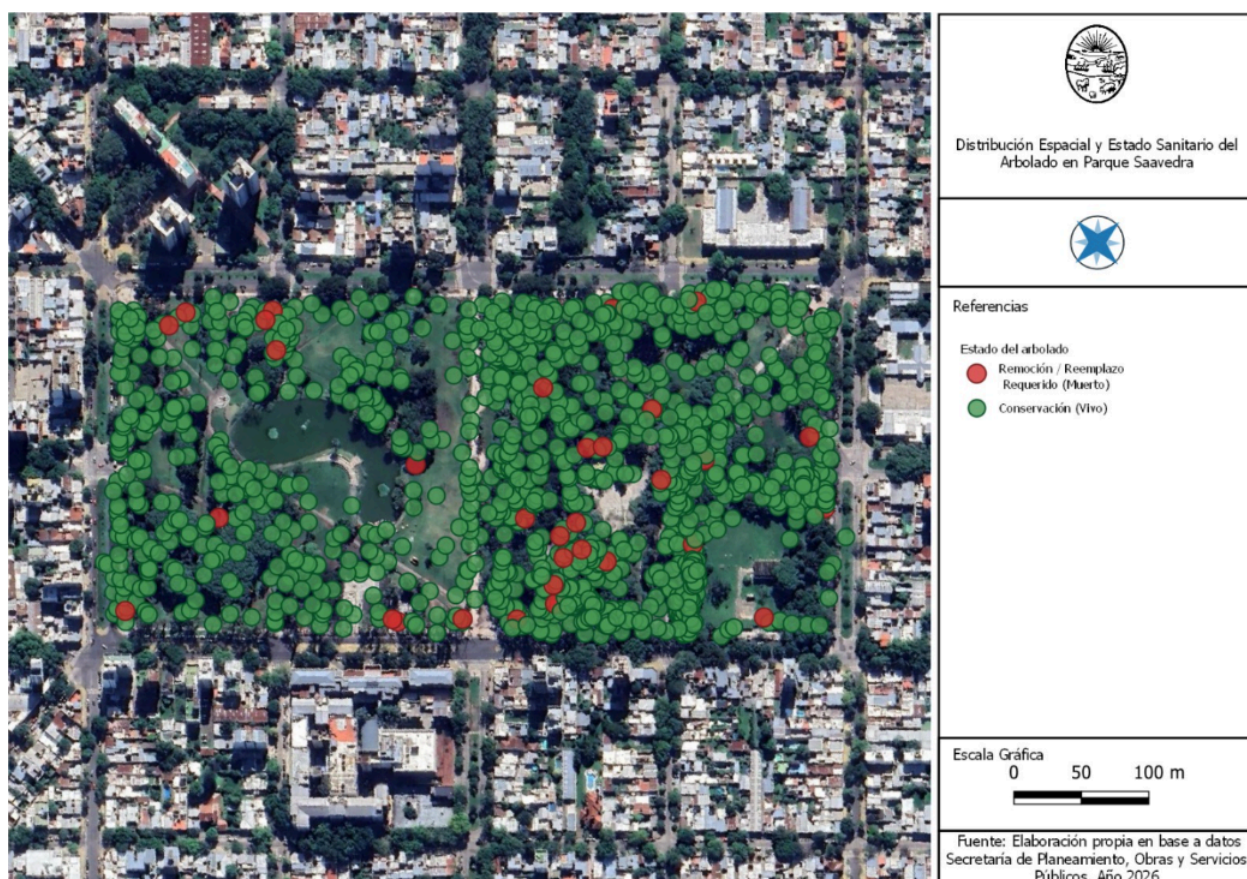 Distribución Espacial y Estado Sanitario del
Arbolado en Parque Saavedra
Referencias
Estado del arbolado
Remoción / Reemplazo
Requerido (Muerto)
Conservación (Vivo)
Escala Gráfica
0 50 100 m
Fuente: Elaboración propia en base a datos
Secretaría de Planeamiento, Obras y Servicios
Públicos. Año 2026